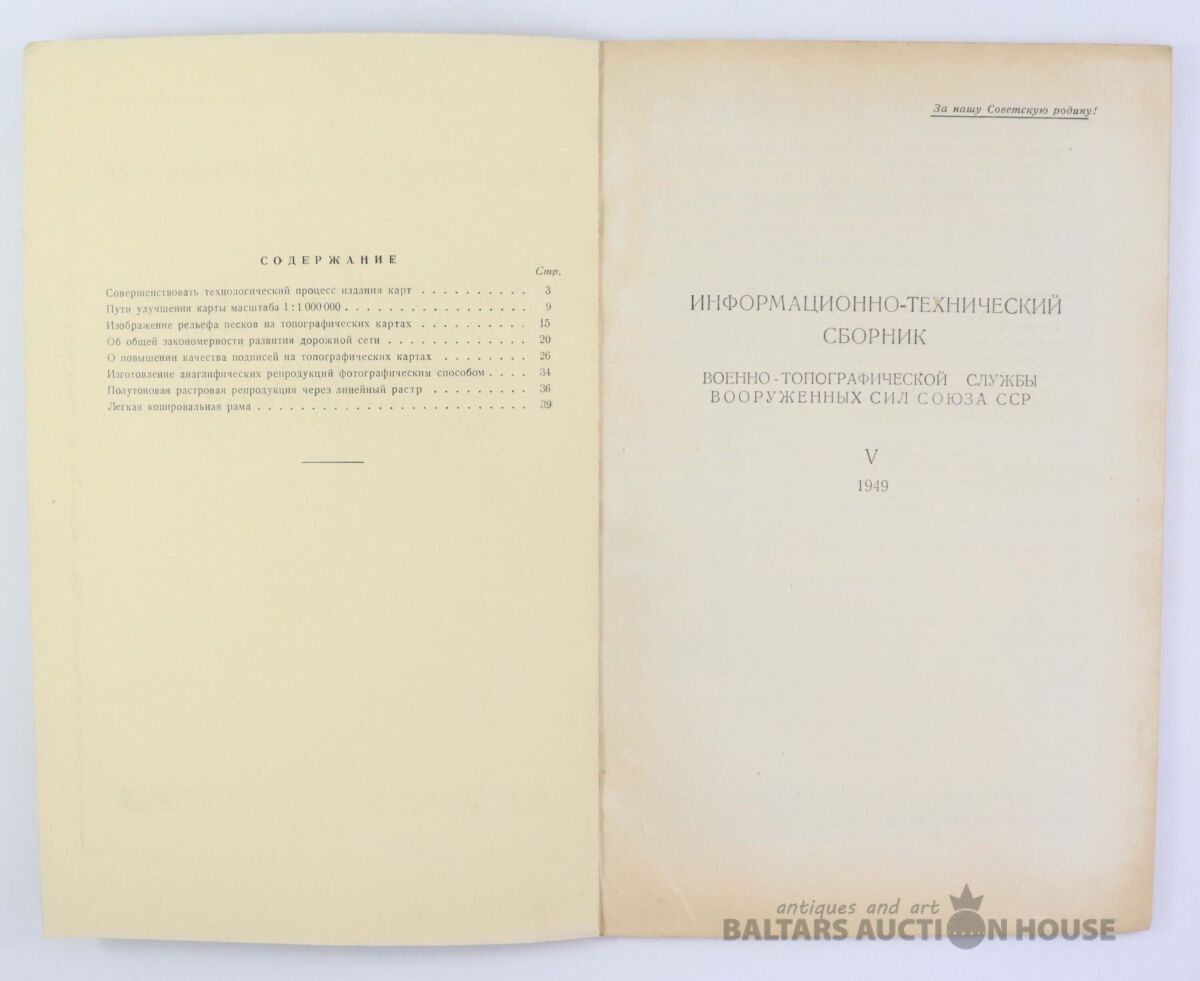 СОДЕРЖАНИЕ
Стр.
Совершенствовать технологический процесс издания карт . . . . . . . . . . 3
Пути улучшения карты масштаба 1 : 1 000 000 . . . . . . . . . . . . . . . . . 9
Изображение рельефа песков на топографических картах . . . . . . . . . . 15
Об общей закономерности развития дорожной сети . . . . . . . . . . . . . 20
О повышении качества подписей на топографических картах . . . . . . . . 26
Изготовление анаглифических репродукций фотографическим способом . . . . 34
Полутоновая растровая репродукция через линейный растр . . . . . . . . . 36
Легкая копировальная рама . . . . . . . . . . . . . . . . . . . . . . . . . 39
За нашу Советскую родину!
ИНФОРМАЦИОННО-ТЕХНИЧЕСКИЙ
СБОРНИК
ВОЕННО-ТОПОГРАФИЧЕСКОЙ СЛУЖБЫ
ВООРУЖЕННЫХ СИЛ СОЮЗА ССР
V
1949
antiques and art
BALTARS AUCTION HOUSE